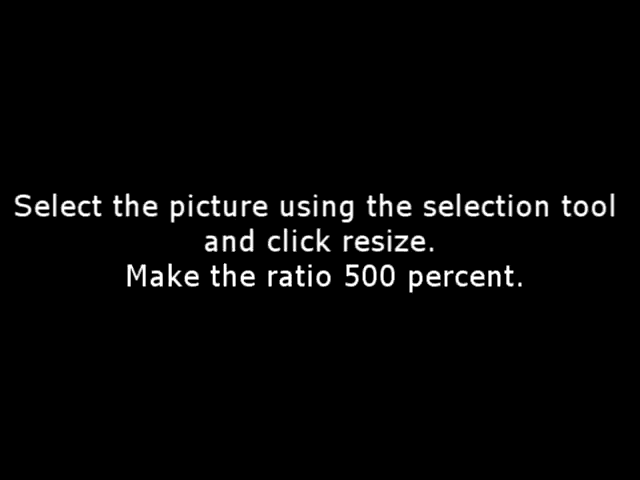 Select the picture using the selection tool
and click resize.
Make the ratio 500 percent.